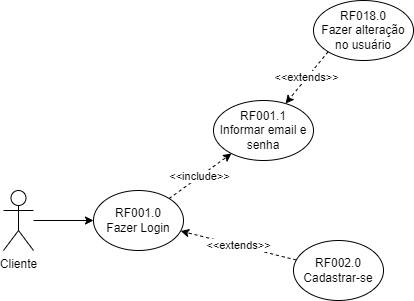 RF018.0
Fazer alteração
no usuário
<<extends>>
RF001.1
Informar email e
senha
<<include>>
RF001.0
Fazer Login
<<extends>>
Cliente
RF002.0
Cadastrar-se